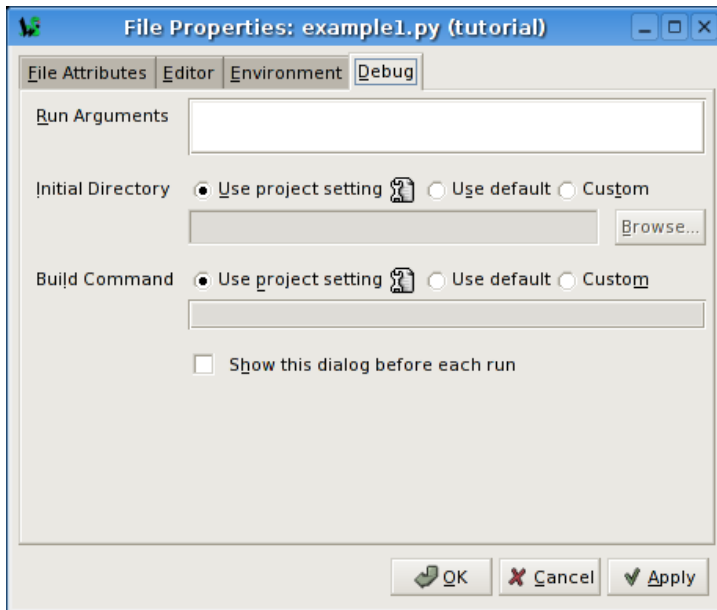 File Properties: example1.py (tutorial)
File Attributes Editor Environment Debug
Run Arguments
Initial Directory Use project setting Use default Custom
Browse...
Build Command Use project setting Use default Custom
Show this dialog before each run
OK Cancel Apply